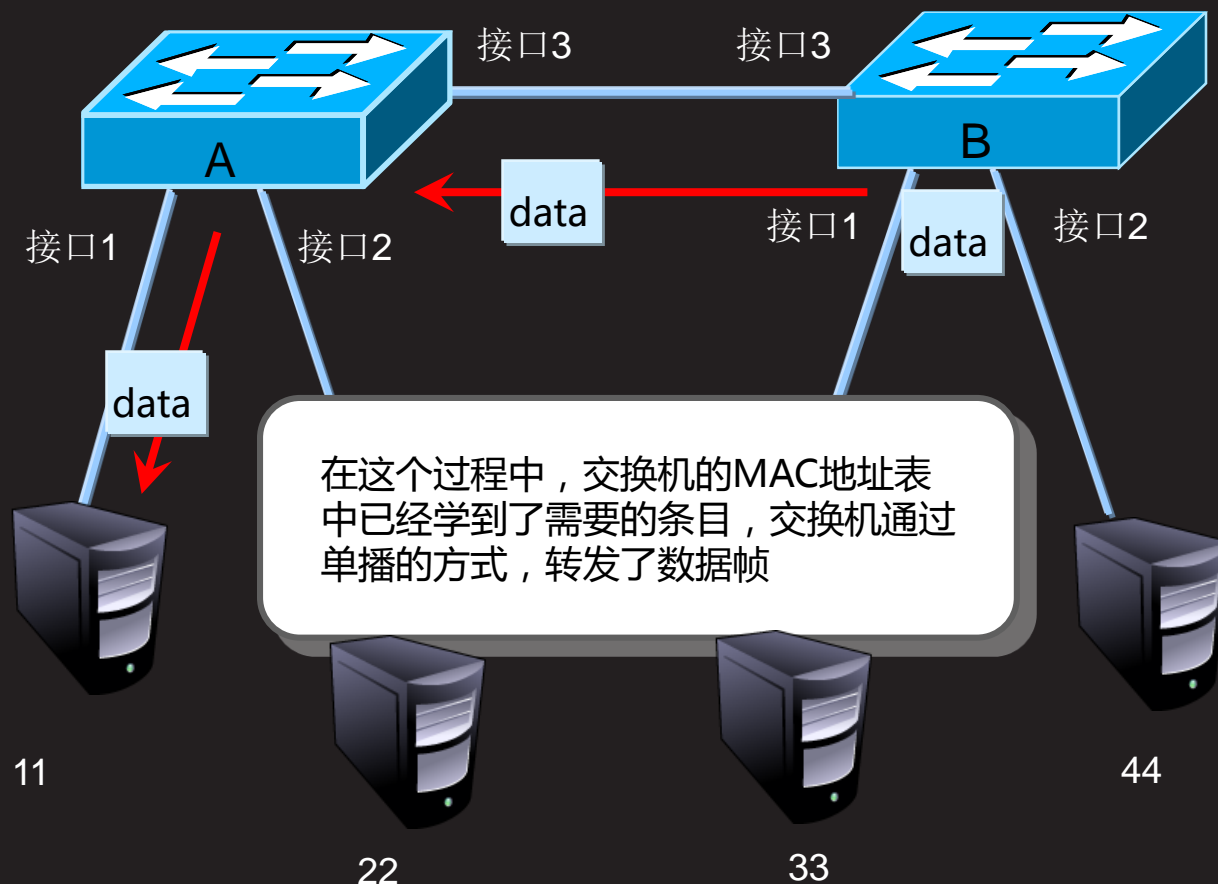 接口3
接口3
A
B
data
接口1
接口2
接口1
data
接口2
data
在这个过程中，交换机的MAC地址表
中已经学到了需要的条目，交换机通过
单播的方式，转发了数据帧
11
44
22
33